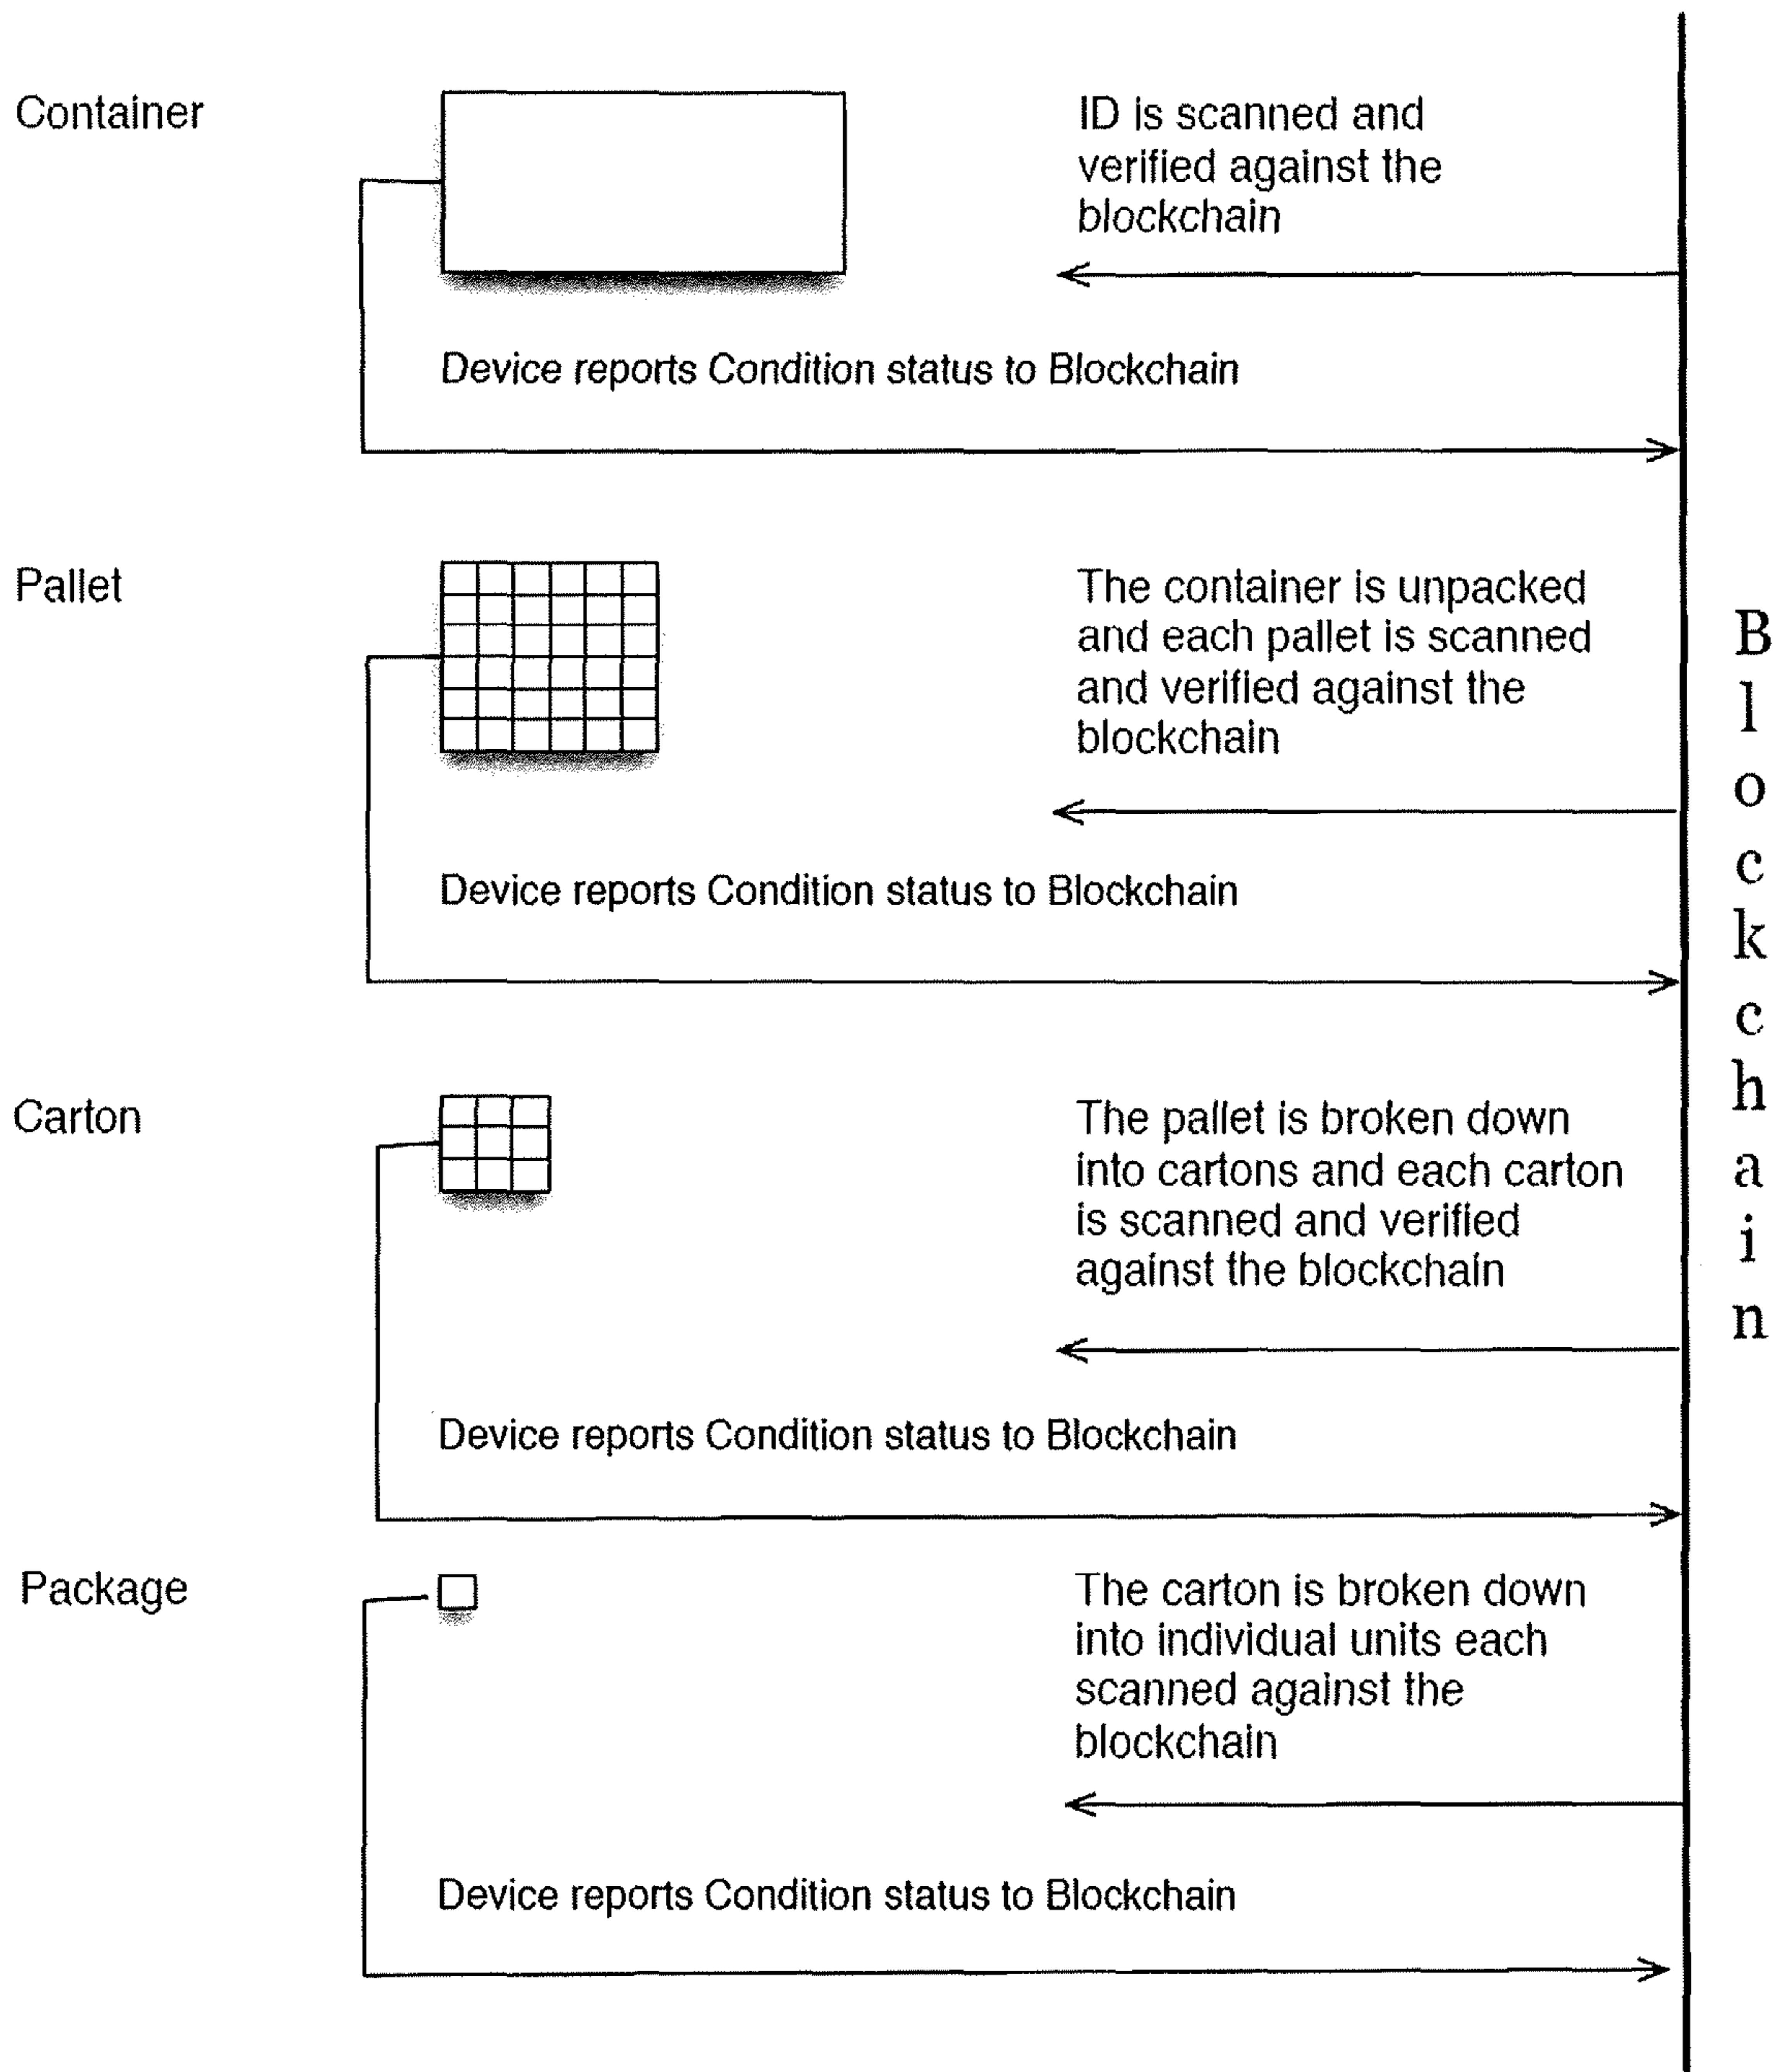 Container
ID is scanned and
verified against the
blockchain
Device reports Condition status to Blockchain
Pallet
The container is unpacked
and each pallet is scanned
and verified against the
blockchain
Device reports Condition status to Blockchain
Carton
The pallet is broken down
into cartons and each carton
is scanned and verified
against the blockchain
Device reports Condition status to Blockchain
Package
The carton is broken down
into individual units each
scanned against the
blockchain
Device reports Condition status to Blockchain
Blockchain